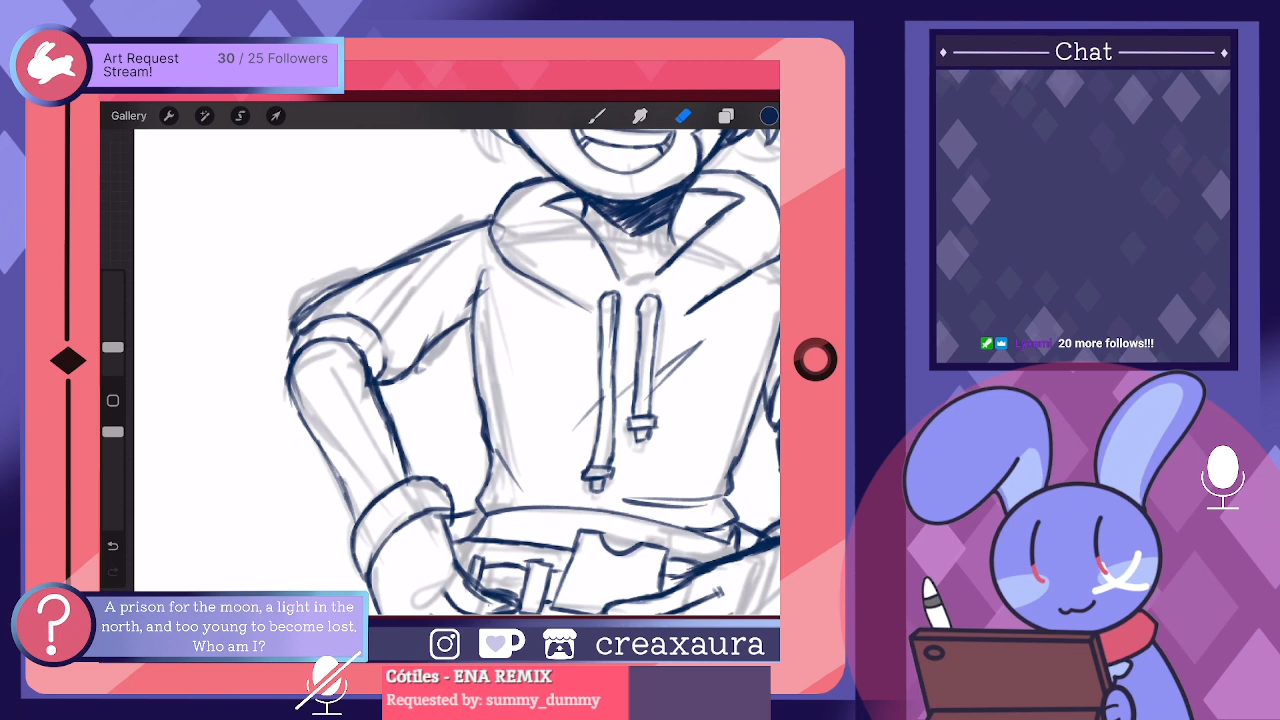 Art Request
Stream!
30 / 25 Followers
Chat
Gallery
20 more follows!!!
A prison for the moon, a light in the
north, and too young to become lost.
Who am I?
creaxaura
Cótiles - ENA REMIX
Requested by: summy_dummy